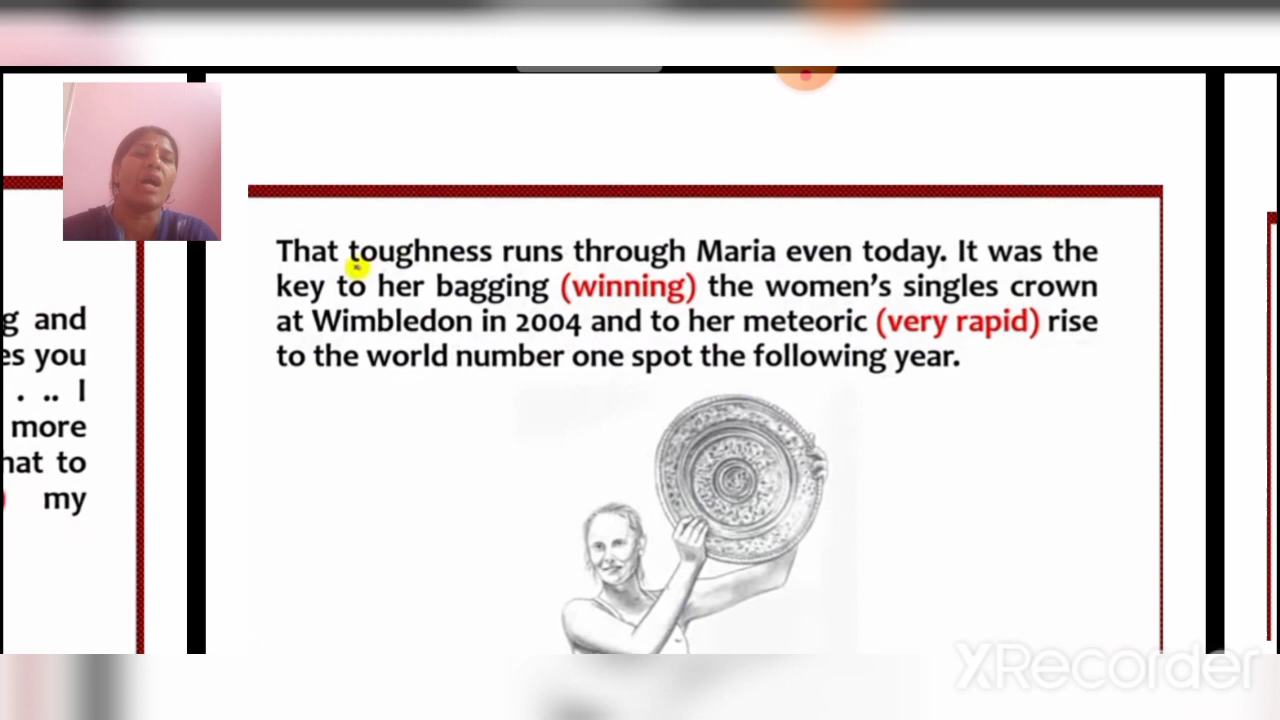 That toughness runs through Maria even today. It was the
key to her bagging (winning) the women's singles crown
at Wimbledon in 2004 and to her meteoric (very rapid) rise
to the world number one spot the following year.
g and
es you
. .. I
more
hat to
my
XRecorder